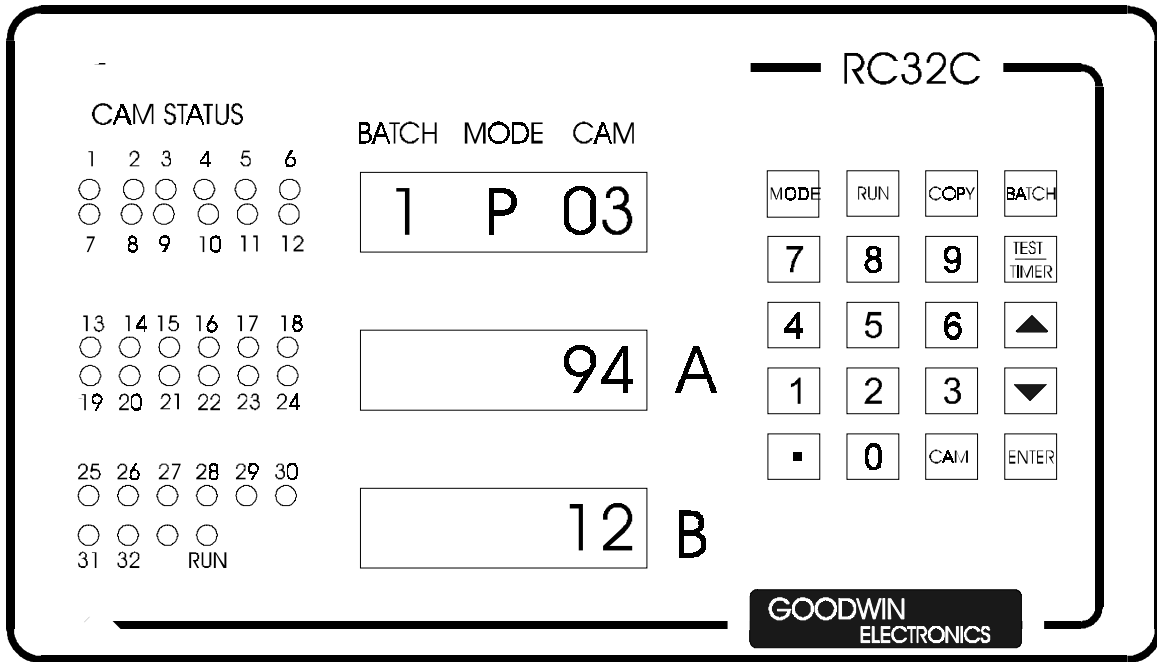 RC32C
CAM STATUS
1 2 3 4 5 6
7 8 9 10 11 12
13 14 15 16 17 18
19 20 21 22 23 24
25 26 27 28 29 30
31 32 RUN
BATCH MODE CAM
1 P 03
94 A
12 B
MODE RUN COPY BATCH
7 8 9 TEST
TIMER
4 5 6
1 2 3
. 0 CAM ENTER
GOODWIN
ELECTRONICS